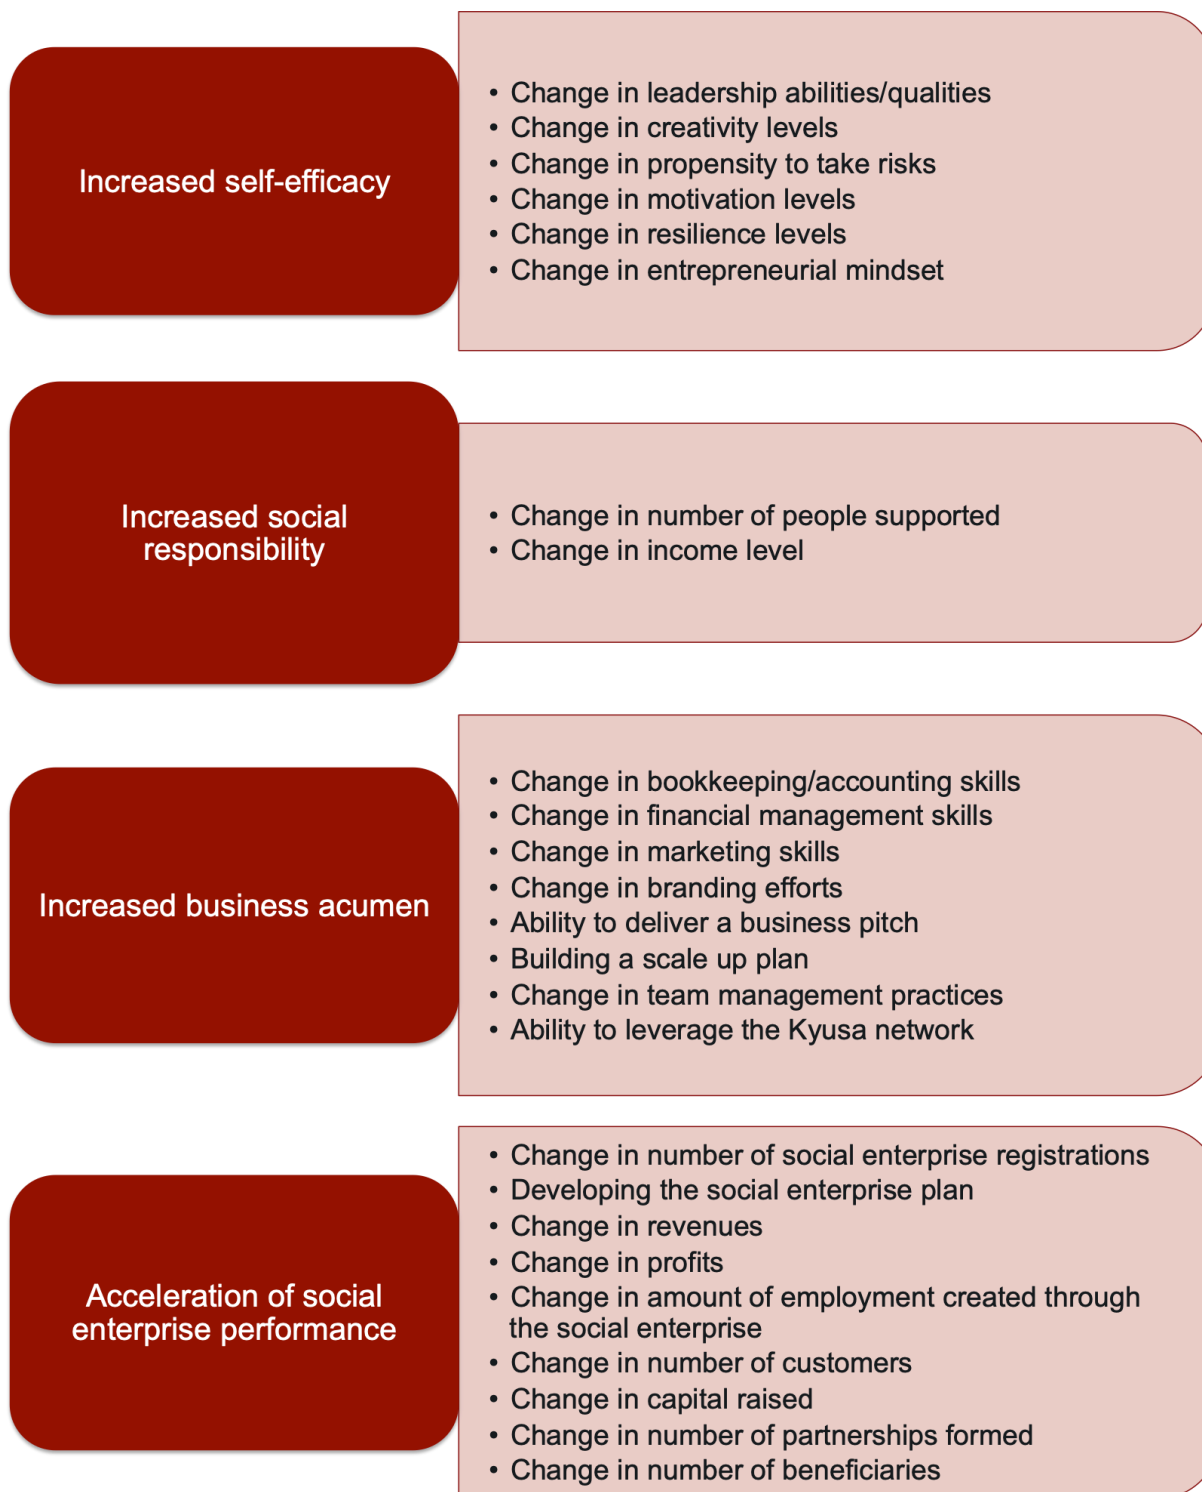 Increased self-efficacy
• Change in leadership abilities/qualities
• Change in creativity levels
• Change in propensity to take risks
• Change in motivation levels
• Change in resilience levels
• Change in entrepreneurial mindset
Increased social
responsibility
• Change in number of people supported
• Change in income level
Increased business acumen
• Change in bookkeeping/accounting skills
• Change in financial management skills
• Change in marketing skills
• Change in branding efforts
• Ability to deliver a business pitch
• Building a scale up plan
• Change in team management practices
• Ability to leverage the Kyusa network
Acceleration of social
enterprise performance
• Change in number of social enterprise registrations
• Developing the social enterprise plan
• Change in revenues
• Change in profits
• Change in amount of employment created through
the social enterprise
• Change in number of customers
• Change in capital raised
• Change in number of partnerships formed
• Change in number of beneficiaries